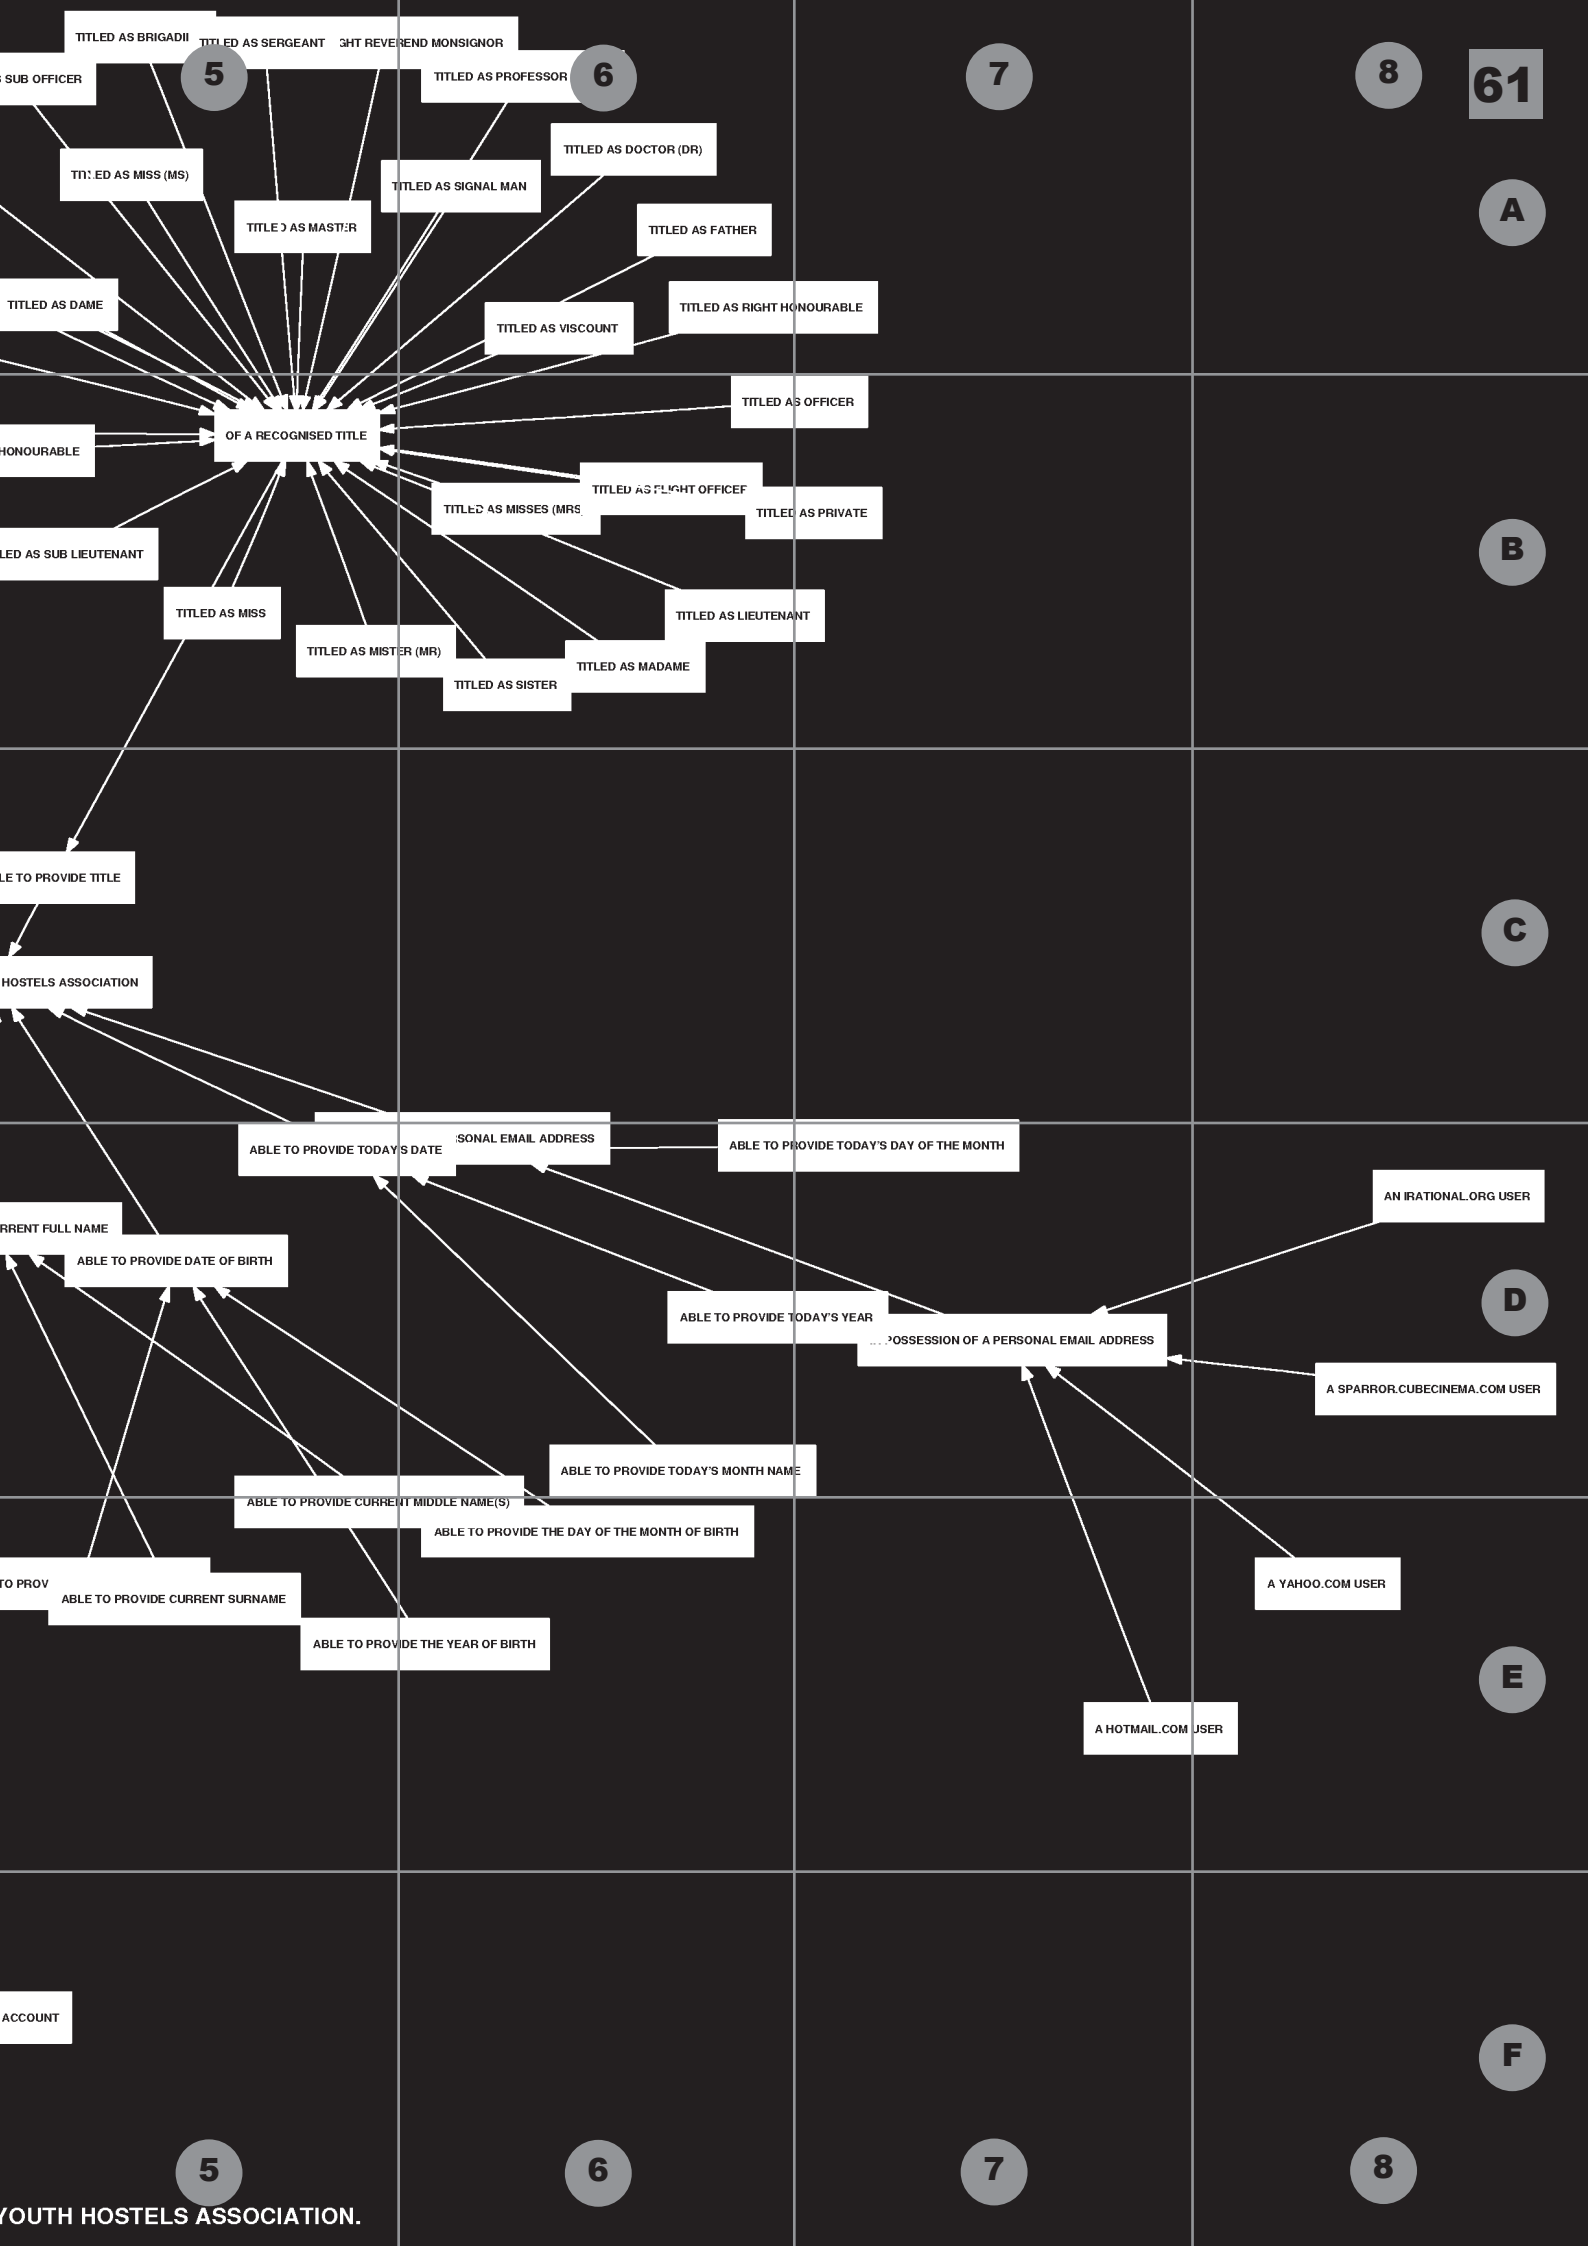 TITLED AS
TITLED AS SERGEANT
REVEREND MONSIGNOR
5
6
7
8
61
SUB OFFICER
TITLED AS PROFESSOR
TITLED AS DOCTOR (DR)
TITLED AS MISS (MS)
TITLED AS SIGNAL MAN
A
TITLED AS MASTER
TITLED AS FATHER
TITLED AS DAME
TITLED AS RIGHT HONOURABLE
TITLED AS VISCOUNT
TITLED AS OFFICER
OF A RECOGNISED TITLE
HONOURABLE
TITLED AS FLIGHT OFFICER
TITLED AS MISSES (MRS
TITLED AS PRIVATE
B
AS SUB LIEUTENANT
TITLED AS MISS
TITLED AS LIEUTENANT
TITLED AS MISTER (MR)
TITLED AS MADAME
TITLED AS SISTER
TO PROVIDE TITLE
C
HOSTELS ASSOCIATION
EMAIL ADDRESS
ABLE TO PROVIDE TODAY'S DATE
ABLE TO PROVIDE TODAY'S DAY OF THE MONTH
AN IRATIONAL.ORG USER
FULL NAME
ABLE TO PROVIDE DATE OF BIRTH
D
ABLE TO PROVIDE TODAY'S YEAR
POSSESSION OF A PERSONAL EMAIL ADDRESS
A SPARROR.CUBECINEMA.COM USER
ABLE TO PROVIDE TODAY'S MONTH NAME
ABLE TO PROVIDE CURRENT MIDDLE NAME(S)
ABLE TO PROVIDE THE DAY OF THE MONTH OF BIRTH
TO
A YAHOO.COM USER
ABLE TO PROVIDE CURRENT SURNAME
ABLE TO PROVIDE THE YEAR OF BIRTH
E
A HOTMAIL.COM USER
ACCOUNT
F
5
6
7
8
YOUTH HOSTELS ASSOCIATION.